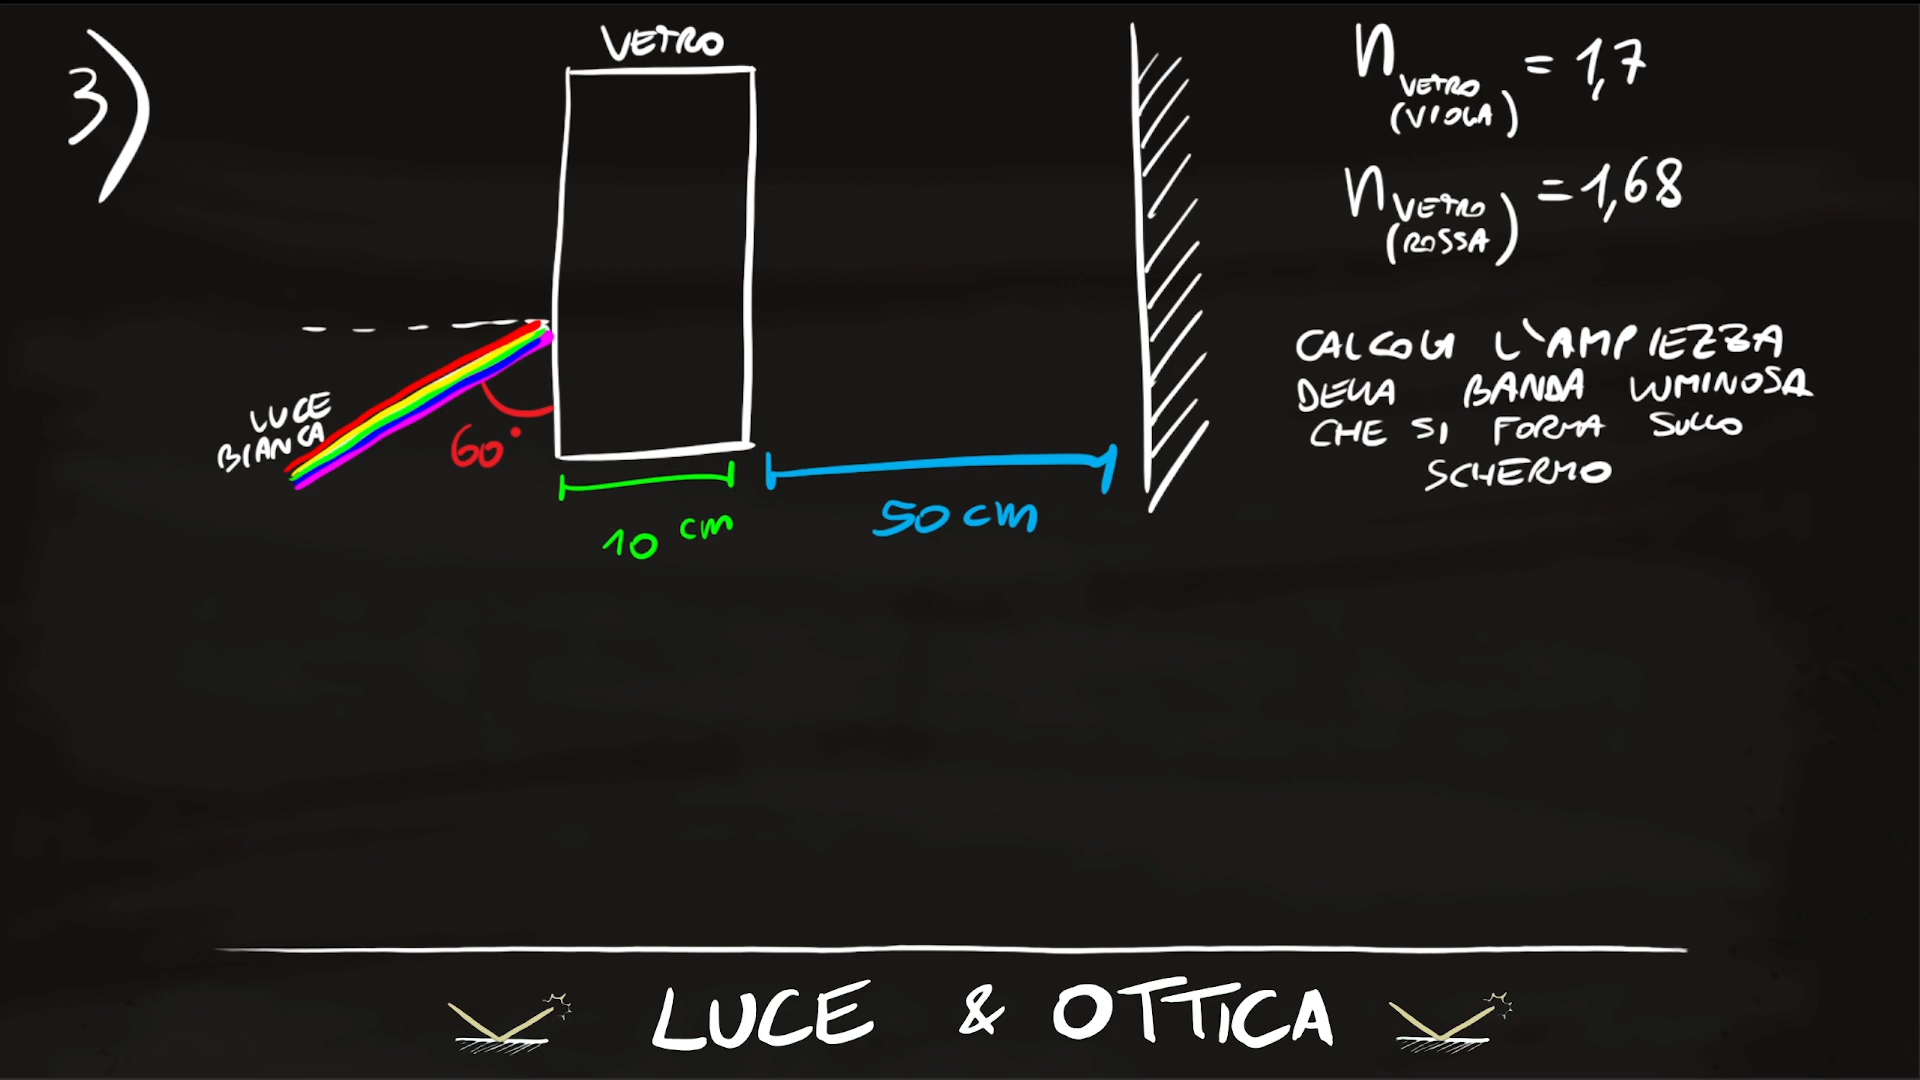 3)
VETRO
n VETRO (VIOLA) = 1,7
n VETRO (ROSSA) = 1,68
CALCOLI L'AMPIEZZA
DELLA BANDA LUMINOSA
CHE SI FORMA SULLO
SCHERMO
LUCE
BIANCA
60°
10 cm
50 cm
LUCE & OTTICA